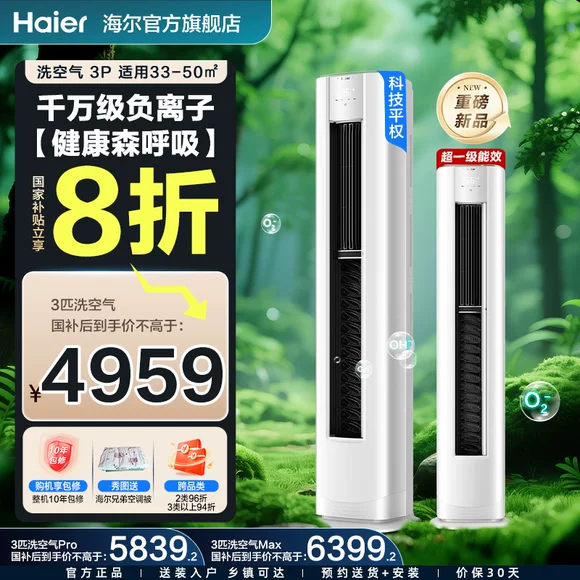 Haier 海尔官方旗舰店
洗空气 3P 适用33-50㎡
千万级负离子
【健康森呼吸】
国家补贴立享
8折
3匹洗空气
国补后到手价不高于:
¥4959
10年包修
购机享包修
整机10年包修
秀图送
海尔兄弟空调被
跨品类
2类96折
3类以上94折
科技平权
NEW
重磅
新品
超一级能效
O₂⁻
OH⁻
O₂⁻
3匹洗空气Pro
国补后到手价不高于:
5839.2
3匹洗空气Max
国补后到手价不高于:
6399.2
官方正品 | 送装入户 乡镇可达 | 预约送货+安装 | 价保30天